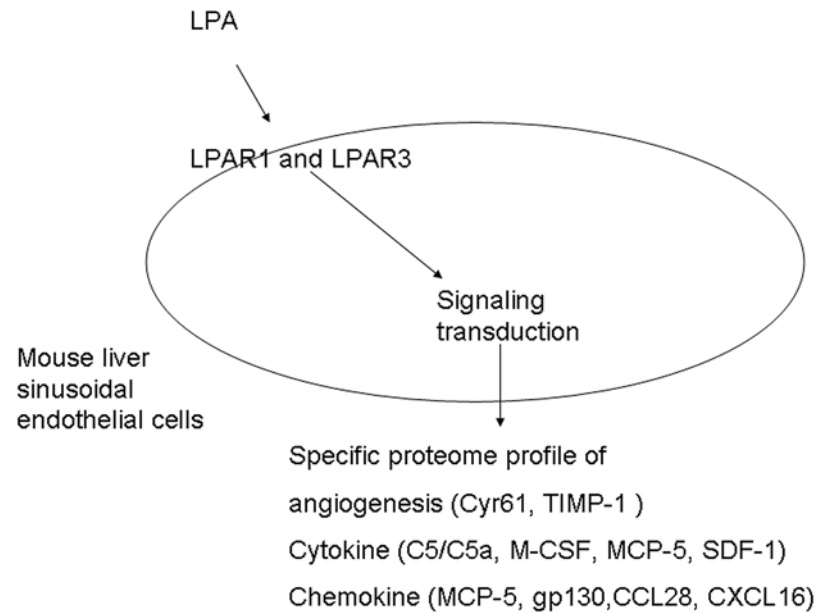 LPA
LPAR1 and LPAR3
Signaling
transduction
Mouse liver
sinusoidal
endothelial cells
Specific proteome profile of
angiogenesis (Cyr61, TIMP-1 )
Cytokine (C5/C5a, M-CSF, MCP-5, SDF-1)
Chemokine (MCP-5, gp130,CCL28, CXCL16)